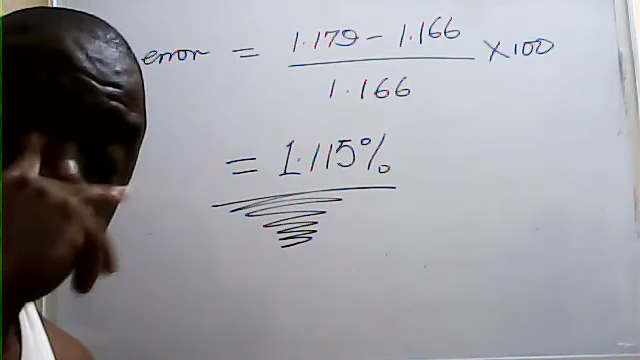 error = 1.179 - 1.166 / 1.166 × 100
= 1.115%